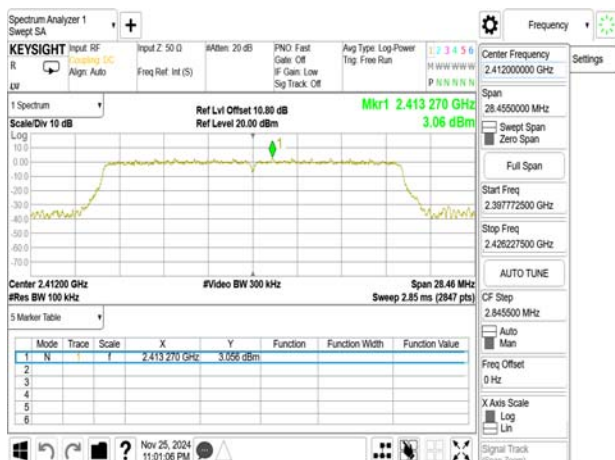 Spectrum Analyzer 1
Swept SA
+
Frequency
KEYSIGHT
Input: RF
Coupling: DC
Align: Auto
Input Z: 50 Ω
Freq Ref: Int (S)
#Atten: 20 dB
PNO: Fast
Gate: Off
IF Gain: Low
Sig Track: Off
Avg Type: Log-Power
Trig: Free Run
1 2 3 4 5 6
M W W W W W
P N N N N N
R
LXI
Center Frequency
2.412000000 GHz
Settings
Span
28.4550000 MHz
Swept Span
Zero Span
Full Span
Start Freq
2.397772500 GHz
Stop Freq
2.426227500 GHz
AUTO TUNE
CF Step
2.845500 MHz
Auto
Man
Freq Offset
0 Hz
X Axis Scale
Log
Lin
Signal Track
1 Spectrum
Scale/Div 10 dB
Ref Lvl Offset 10.80 dB
Ref Level 20.00 dBm
Mkr1 2.413 270 GHz
3.06 dBm
Log
10.0
0.00
-10.0
-20.0
-30.0
-40.0
-50.0
-60.0
-70.0
1
Center 2.41200 GHz
#Res BW 100 kHz
#Video BW 300 kHz
Span 28.46 MHz
Sweep 2.85 ms (2847 pts)
5 Marker Table
Mode Trace Scale X Y Function Function Width Function Value
1 N 1 f 2.413 270 GHz 3.056 dBm
2
3
4
5
6
?
Nov 25, 2024
11:01:06 PM